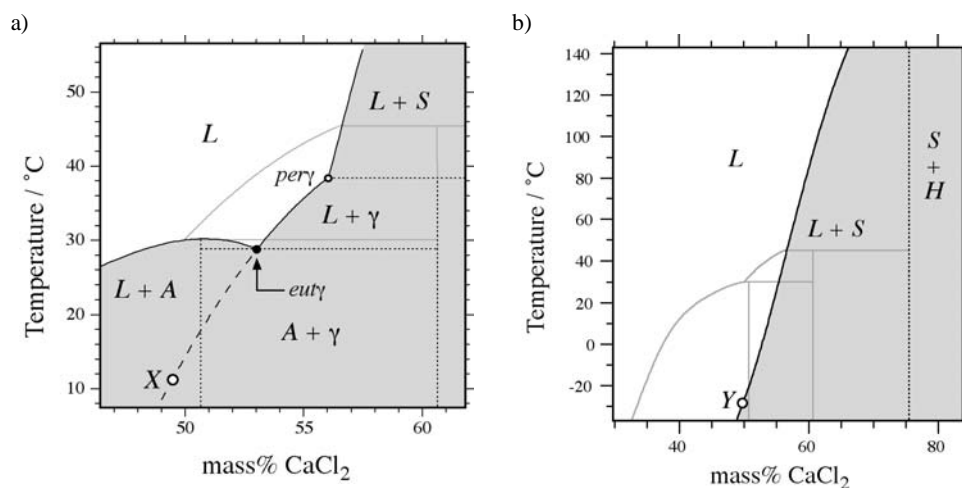 a)
50
40
30
20
10
Temperature / °C
L
L + S
perγ
L + γ
L + A
eutγ
A + γ
X
50
55
60
mass% CaCl₂
b)
140
120
100
80
60
40
20
0
-20
Temperature / °C
L
S
+
H
L + S
Y
40
60
80
mass% CaCl₂